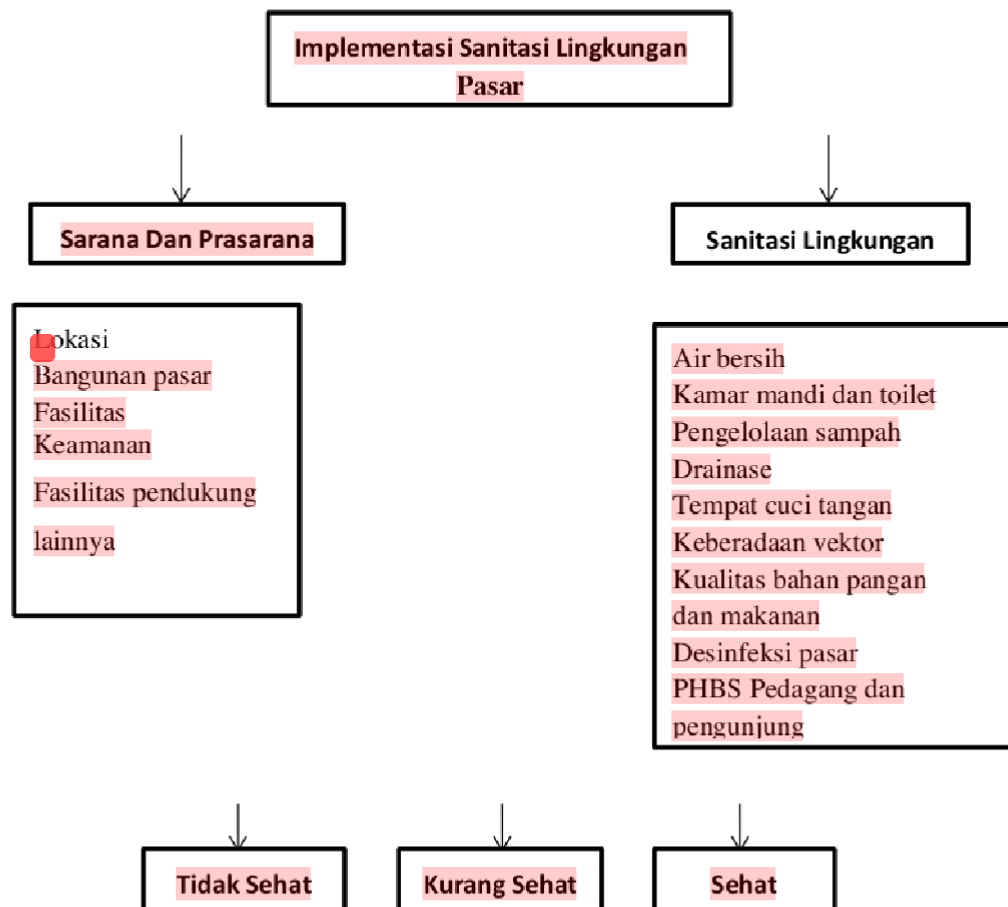 Implementasi Sanitasi Lingkungan
Pasar
Sarana Dan Prasarana
Sanitasi Lingkungan
Lokasi
Bangunan pasar
Fasilitas
Keamanan
Fasilitas pendukung
lainnya
Air bersih
Kamar mandi dan toilet
Pengelolaan sampah
Drainase
Tempat cuci tangan
Keberadaan vektor
Kualitas bahan pangan
dan makanan
Desinfeksi pasar
PHBS Pedagang dan
pengunjung
Tidak Sehat
Kurang Sehat
Sehat